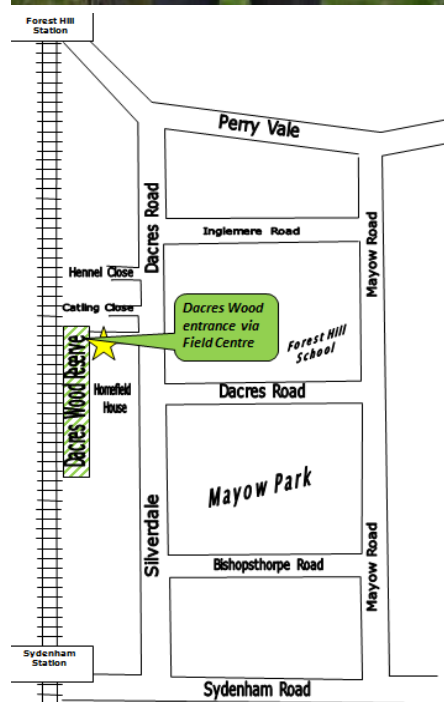 Forest Hill
Station
Perry Vale
Dacres Road
Mayow Road
Inglemere Road
Hennel Close
Catling Close
Dacres Wood
entrance via
Field Centre
Forest Hill
School
Dacres Wood Reserve
Homefield
House
Dacres Road
Mayow Park
Silverdale
Bishopsthorpe Road
Mayow Road
Sydenham
Station
Sydenham Road